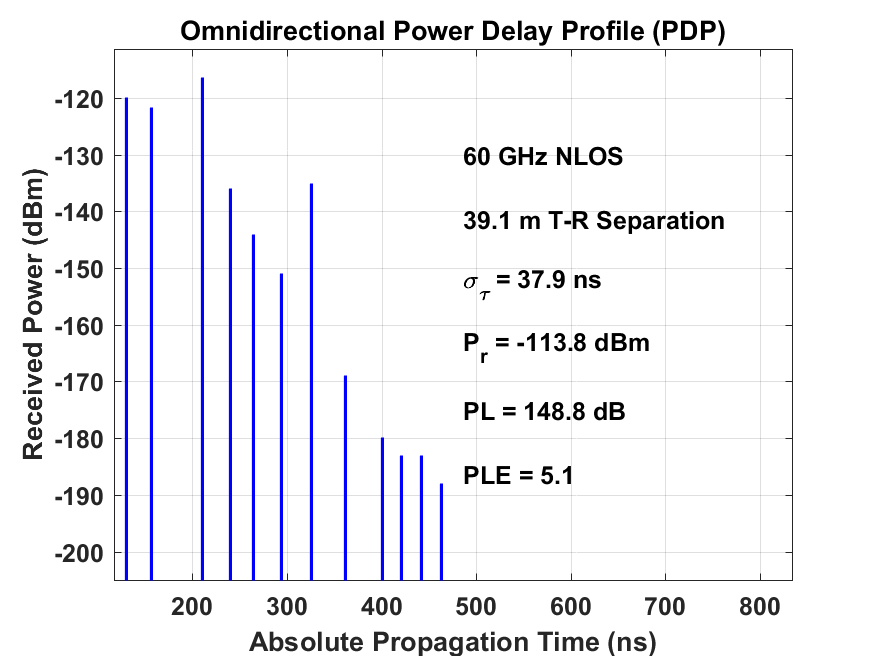 Omnidirectional Power Delay Profile (PDP)
Received Power (dBm)
-120
-130
-140
-150
-160
-170
-180
-190
-200
60 GHz NLOS
39.1 m T-R Separation
στ = 37.9 ns
Pr = -113.8 dBm
PL = 148.8 dB
PLE = 5.1
200 300 400 500 600 700 800
Absolute Propagation Time (ns)